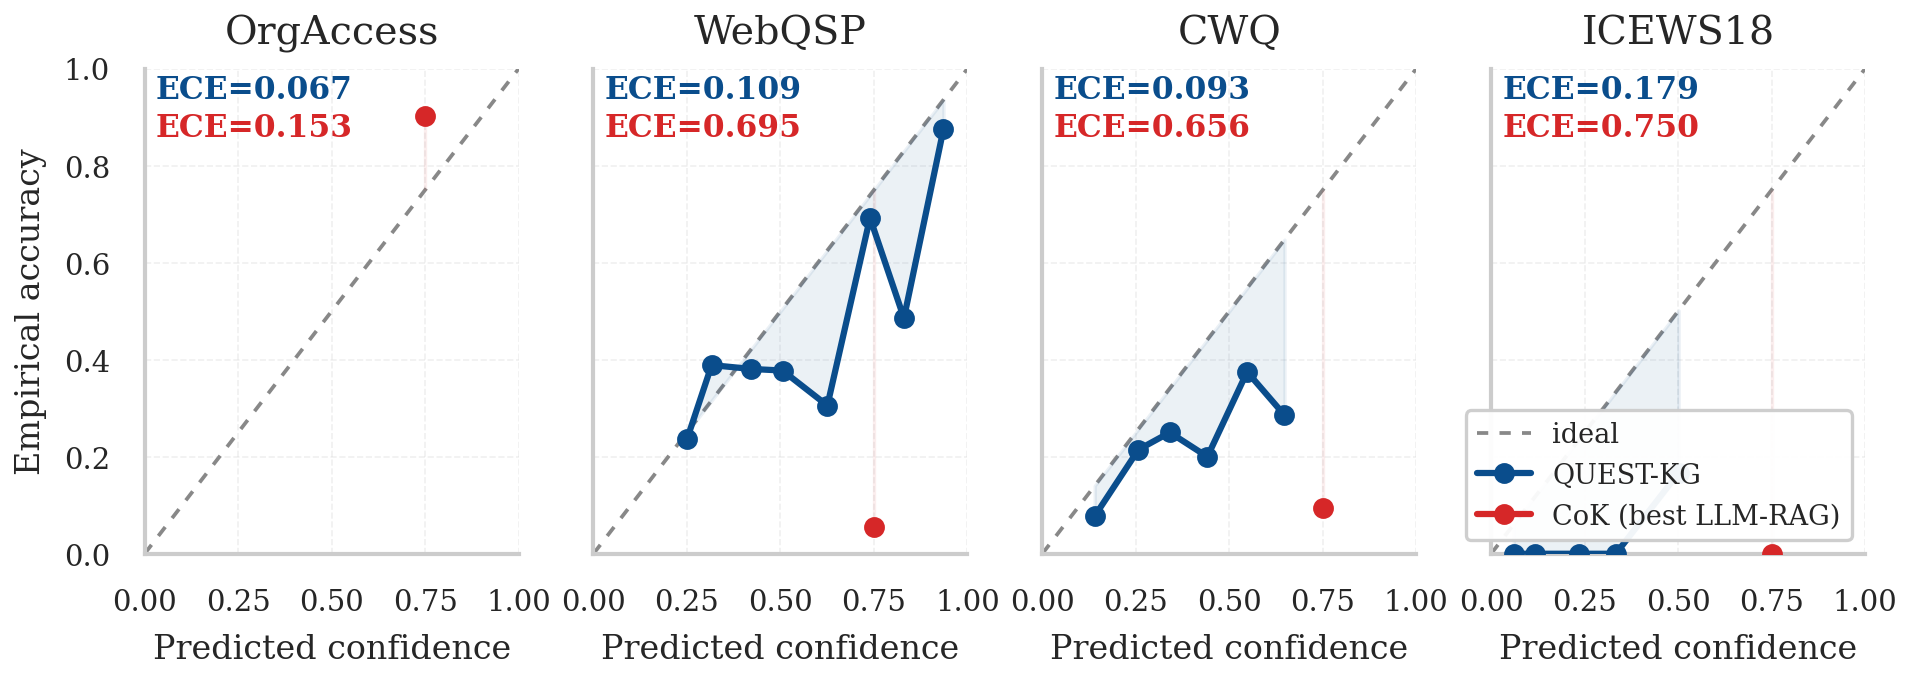 OrgAccess
WebQSP
CWQ
ICEWS18
ECE=0.067
ECE=0.153
ECE=0.109
ECE=0.695
ECE=0.093
ECE=0.656
ECE=0.179
ECE=0.750
Empirical accuracy
1.0
0.8
0.6
0.4
0.2
0.0
ideal
QUEST-KG
CoK (best LLM-RAG)
0.00 0.25 0.50 0.75 1.00
0.00 0.25 0.50 0.75 1.00
0.00 0.25 0.50 0.75 1.00
0.00 0.25 0.50 0.75 1.00
Predicted confidence
Predicted confidence
Predicted confidence
Predicted confidence